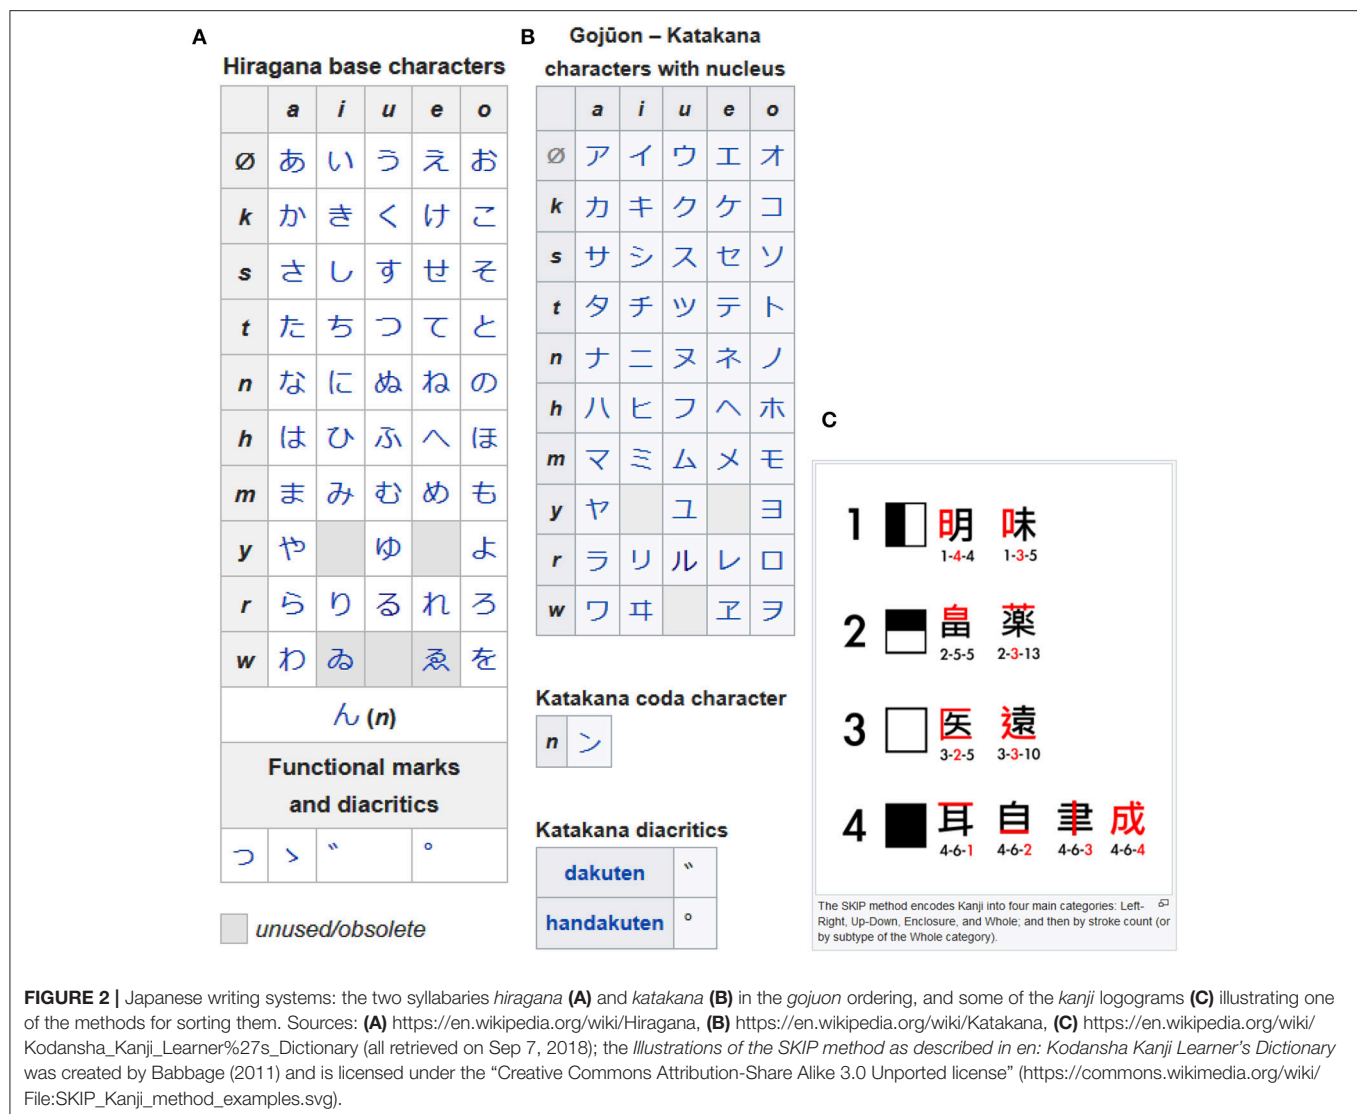 A
Hiragana base characters
a i u e o
Ø あ い う え お
k か き く け こ
s さ し す せ そ
t た ち つ て と
n な に ぬ ね の
h は ひ ふ へ ほ
m ま み む め も
y や ゆ よ
r ら り る れ ろ
w わ ゐ ゑ を
ん (n)
Functional marks
and diacritics
っ ゝ ゛ ゜
unused/obsolete
B
Gojūon – Katakana
characters with nucleus
a i u e o
Ø ア イ ウ エ オ
k カ キ ク ケ コ
s サ シ ス セ ソ
t タ チ ツ テ ト
n ナ ニ ヌ ネ ノ
h ハ ヒ フ ヘ ホ
m マ ミ ム メ モ
y ヤ ユ ヨ
r ラ リ ル レ ロ
w ワ ヰ ヱ ヲ
Katakana coda character
n ン
Katakana diacritics
dakuten ゛
handakuten ゜
C
1 明 味
1-4-4 1-3-5
2 畠 薬
2-5-5 2-3-13
3 医 遠
3-2-5 3-3-10
4 耳 自 聿 成
4-6-1 4-6-2 4-6-3 4-6-4
The SKIP method encodes Kanji into four main categories: Left-
Right, Up-Down, Enclosure, and Whole; and then by stroke count (or
by subtype of the Whole category).
FIGURE 2 | Japanese writing systems: the two syllabaries hiragana (A) and katakana (B) in the gojuon ordering, and some of the kanji logograms (C) illustrating one
of the methods for sorting them. Sources: (A) https://en.wikipedia.org/wiki/Hiragana, (B) https://en.wikipedia.org/wiki/Katakana, (C) https://en.wikipedia.org/wiki/
Kodansha_Kanji_Learner%27s_Dictionary (all retrieved on Sep 7, 2018); the Illustrations of the SKIP method as described in en: Kodansha Kanji Learner's Dictionary
was created by Babbage (2011) and is licensed under the “Creative Commons Attribution-Share Alike 3.0 Unported license” (https://commons.wikimedia.org/wiki/
File:SKIP_Kanji_method_examples.svg).